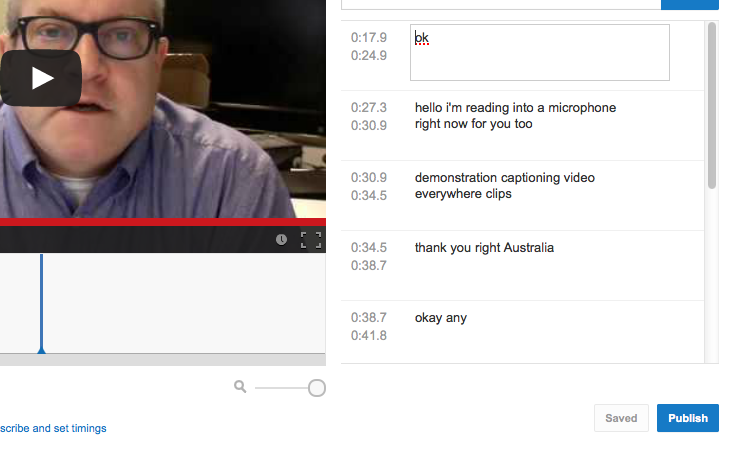 0:17.9
0:24.9
ok
0:27.3
0:30.9
hello i'm reading into a microphone
right now for you too
0:30.9
0:34.5
demonstration captioning video
everywhere clips
0:34.5
0:38.7
thank you right Australia
0:38.7
0:41.8
okay any
Saved
Publish
scribe and set timings